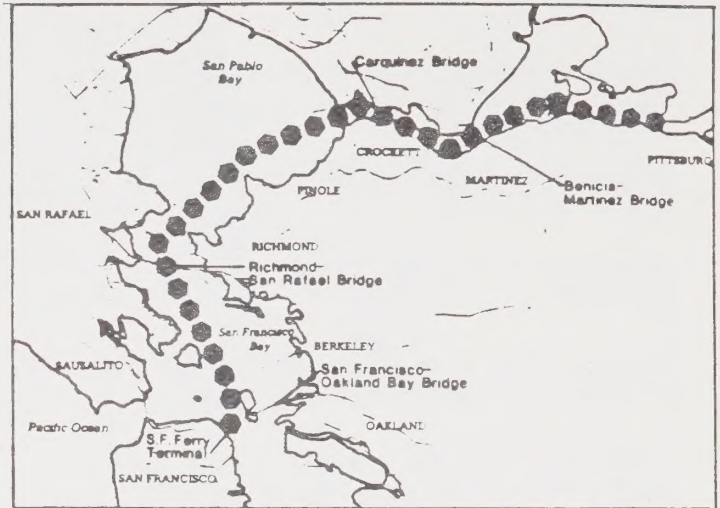 San Pablo
Bay
Carquinez Bridge
CROCKETT
PITTSBURG
MARTINEZ
Benicia-
Martinez Bridge
PINOLE
SAN RAFAEL
RICHMOND
Richmond-
San Rafael Bridge
San Francisco
Bay
BERKELEY
SAUSALITO
San Francisco-
Oakland Bay Bridge
Pacific Ocean
OAKLAND
S.F. Ferry
Terminal
SAN FRANCISCO